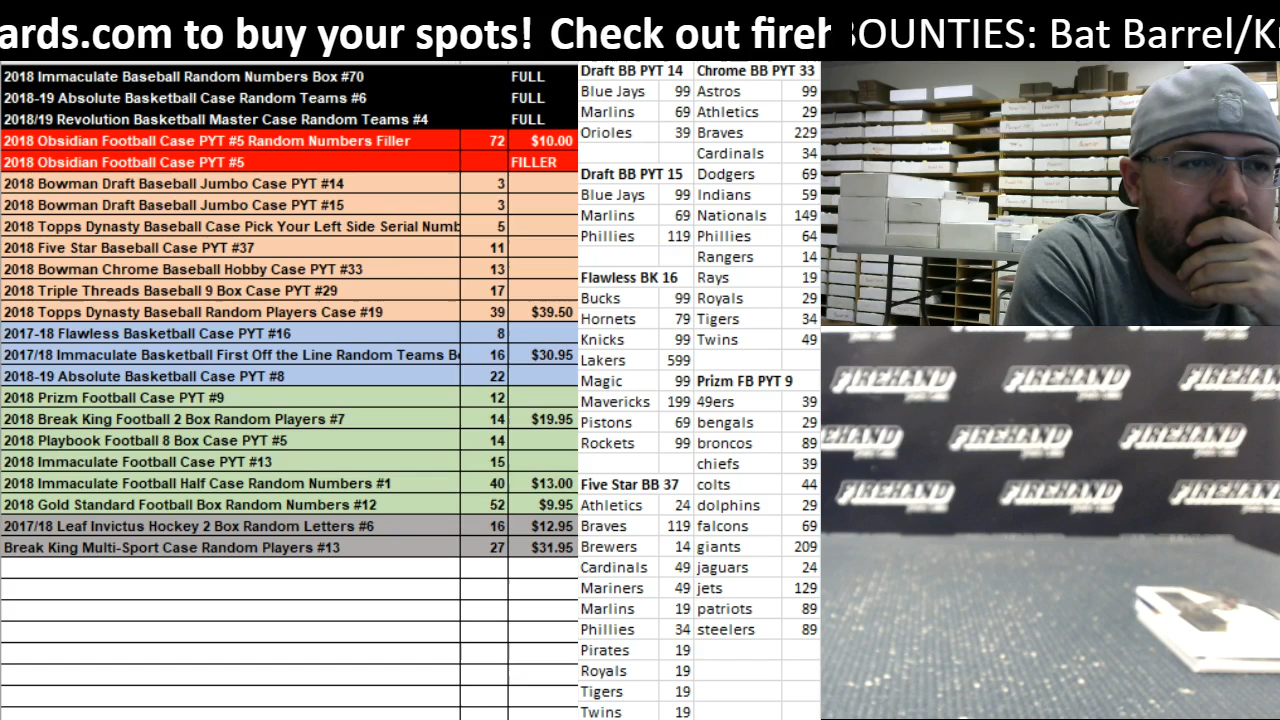 ards.com to buy your spots! Check out fireh
BOUNTIES: Bat Barrel/K
2018 Immaculate Baseball Random Numbers Box #70 FULL
2018-19 Absolute Basketball Case Random Teams #6 FULL
2018/19 Revolution Basketball Master Case Random Teams #4 FULL
2018 Obsidian Football Case PYT #5 Random Numbers Filler 72 $10.00
2018 Obsidian Football Case PYT #5 FILLER
2018 Bowman Draft Baseball Jumbo Case PYT #14 3
2018 Bowman Draft Baseball Jumbo Case PYT #15 3
2018 Topps Dynasty Baseball Case Pick Your Left Side Serial Numb 5
2018 Five Star Baseball Case PYT #37 11
2018 Bowman Chrome Baseball Hobby Case PYT #33 13
2018 Triple Threads Baseball 9 Box Case PYT #29 17
2018 Topps Dynasty Baseball Random Players Case #19 39 $39.50
2017-18 Flawless Basketball Case PYT #16 8
2017/18 Immaculate Basketball First Off the Line Random Teams Bo 16 $30.95
2018-19 Absolute Basketball Case PYT #8 22
2018 Prizm Football Case PYT #9 12
2018 Break King Football 2 Box Random Players #7 14 $19.95
2018 Playbook Football 8 Box Case PYT #5 14
2018 Immaculate Football Case PYT #13 15
2018 Immaculate Football Half Case Random Numbers #1 40 $13.00
2018 Gold Standard Football Box Random Numbers #12 52 $9.95
2017/18 Leaf Invictus Hockey 2 Box Random Letters #6 16 $12.95
Break King Multi-Sport Case Random Players #13 27 $31.95
Draft BB PYT 14
Blue Jays 99
Marlins 69
Orioles 39
Draft BB PYT 15
Blue Jays 99
Marlins 69
Phillies 119
Flawless BK 16
Bucks 99
Hornets 79
Knicks 99
Lakers 599
Magic 99
Mavericks 199
Pistons 69
Rockets 99
Five Star BB 37
Athletics 24
Braves 119
Brewers 14
Cardinals 49
Mariners 49
Marlins 19
Phillies 34
Pirates 19
Royals 19
Tigers 19
Twins 19
Chrome BB PYT 33
Astros 99
Athletics 29
Braves 229
Cardinals 34
Dodgers 69
Indians 59
Nationals 149
Phillies 64
Rangers 14
Rays 19
Royals 29
Tigers 34
Twins 49
Prizm FB PYT 9
49ers 39
bengals 29
broncos 89
chiefs 39
colts 44
dolphins 29
falcons 69
giants 209
jaguars 24
jets 129
patriots 89
steelers 89
FIREHAND FIREHAND FIREHAND
FIREHAND FIREHAND FIREHAND
FIREHAND FIREHAND FIREHAND